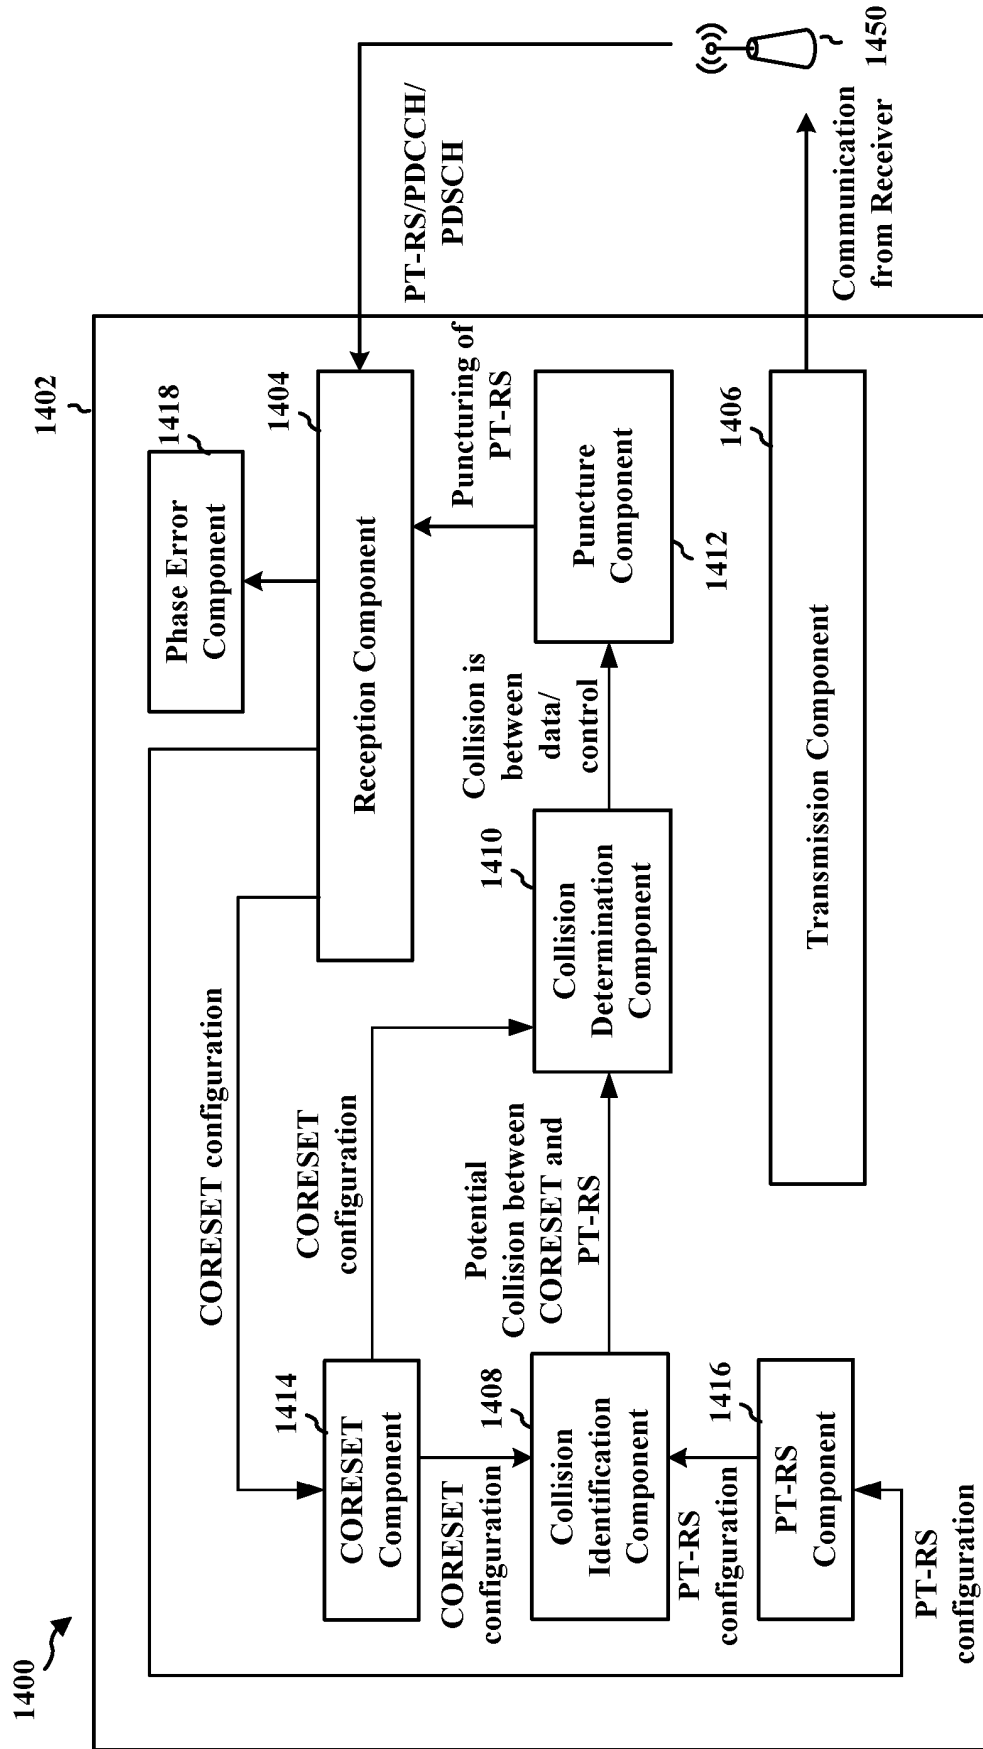 1400
1402
Phase Error
Component
1418
1404
Reception Component
PT-RS/PDCCH/
PDSCH
CORESET configuration
CORESET
configuration
1414
CORESET
Component
CORESET
configuration
1408
Collision
Identification
Component
Potential
Collision between
CORESET and
PT-RS
1410
Collision
Determination
Component
Collision is
between
data/
control
Puncture
Component
1412
Puncturing of
PT-RS
PT-RS
configuration
1416
PT-RS
Component
PT-RS
configuration
1406
Transmission Component
Communication
from Receiver
1450